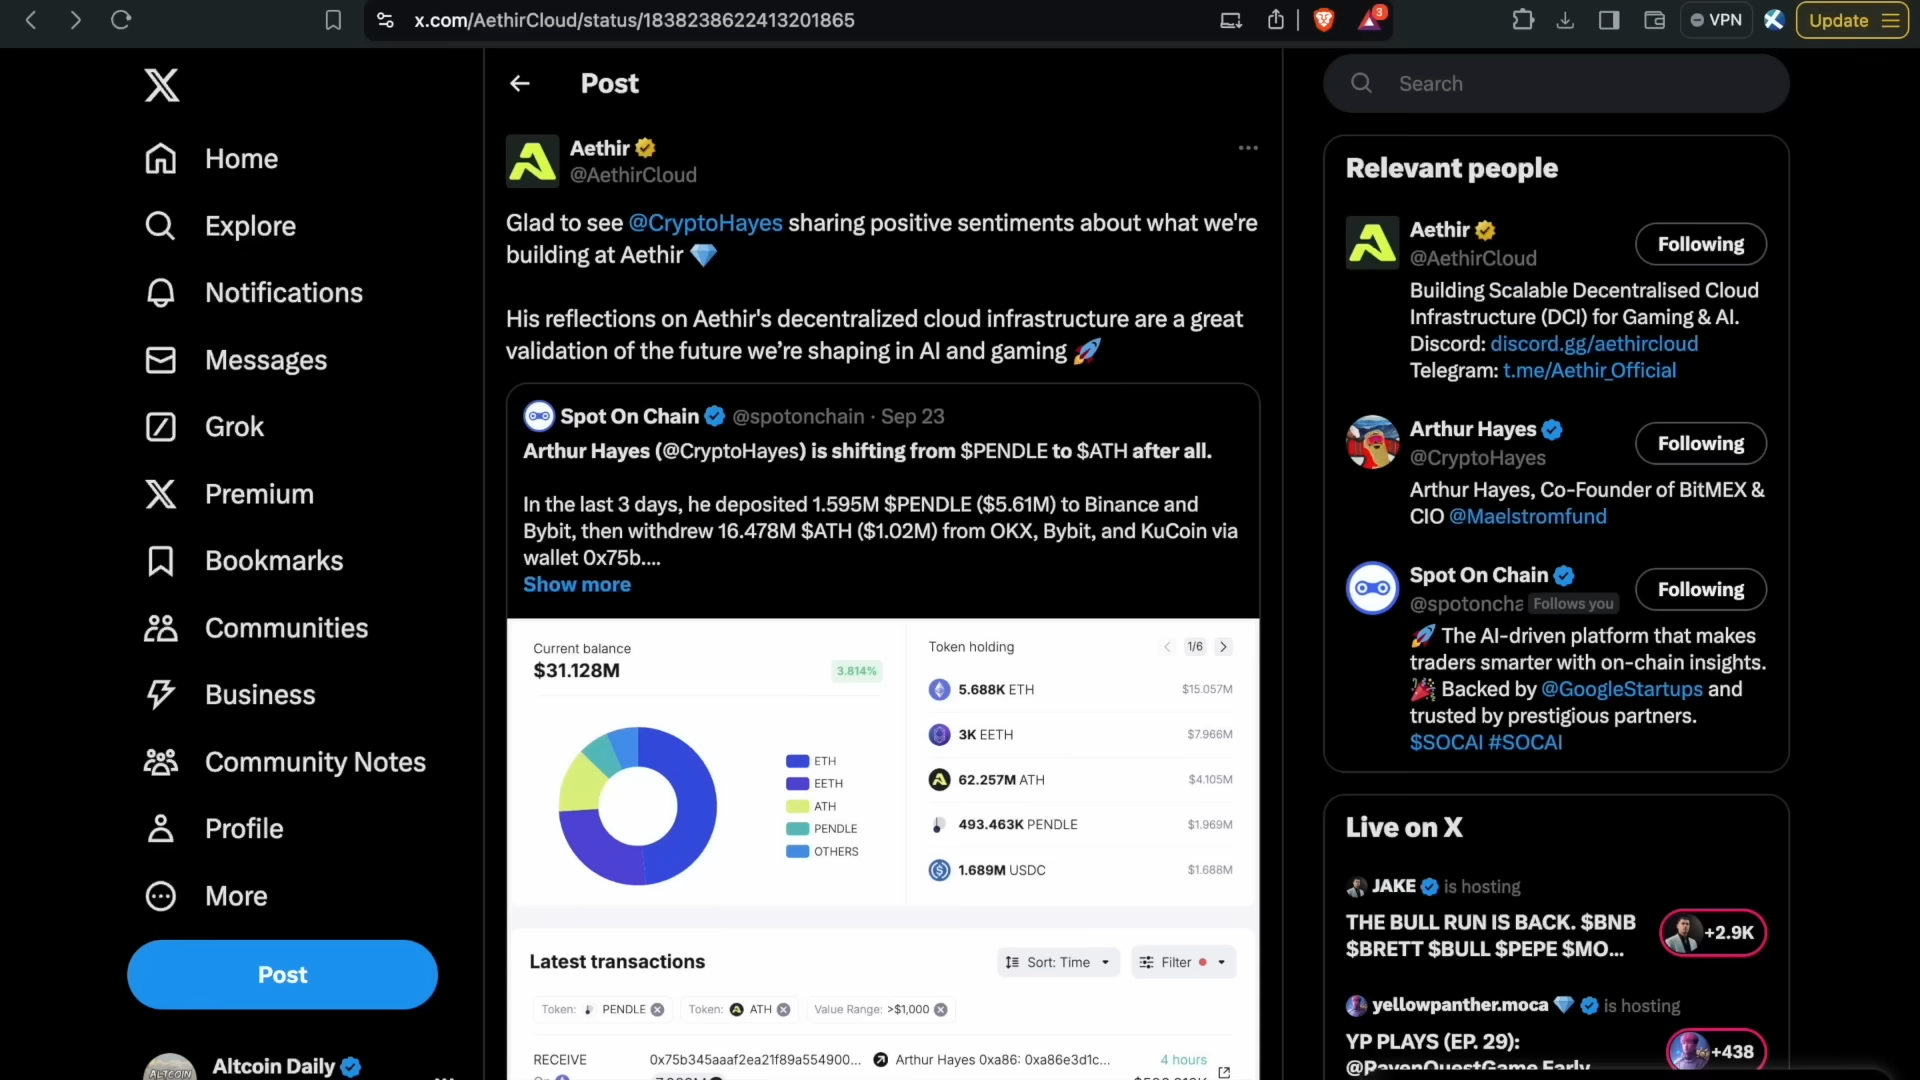 x.com/AethirCloud/status/1838238622413201865
3
VPN
Update
Home
Explore
Notifications
Messages
Grok
Premium
Bookmarks
Communities
Business
Community Notes
Profile
More
Post
Altcoin Daily
Post
Aethir
@AethirCloud
Glad to see @CryptoHayes sharing positive sentiments about what we're
building at Aethir 💎
His reflections on Aethir's decentralized cloud infrastructure are a great
validation of the future we’re shaping in AI and gaming 🚀
Spot On Chain @spotonchain · Sep 23
Arthur Hayes (@CryptoHayes) is shifting from $PENDLE to $ATH after all.
In the last 3 days, he deposited 1.595M $PENDLE ($5.61M) to Binance and
Bybit, then withdrew 16.478M $ATH ($1.02M) from OKX, Bybit, and KuCoin via
wallet 0x75b....
Show more
Current balance
$31.128M
3.814%
ETH
EETH
ATH
PENDLE
OTHERS
Token holding
1/6
5.688K ETH $15.057M
3K EETH $7.966M
62.257M ATH $4.105M
493.463K PENDLE $1.969M
1.689M USDC $1.688M
Latest transactions
Sort: Time
Filter
Token: PENDLE
Token: ATH
Value Range: >$1,000
RECEIVE 0x75b345aaaf2ea21f89a554900... Arthur Hayes 0xa86: 0xa86e3d1c... 4 hours
Search
Relevant people
Aethir
@AethirCloud
Following
Building Scalable Decentralised Cloud
Infrastructure (DCI) for Gaming & AI.
Discord: discord.gg/aethircloud
Telegram: t.me/Aethir_Official
Arthur Hayes
@CryptoHayes
Following
Arthur Hayes, Co-Founder of BitMEX &
CIO @Maelstromfund
Spot On Chain
@spotoncha Follows you
Following
🚀 The AI-driven platform that makes
traders smarter with on-chain insights.
🎉 Backed by @GoogleStartups and
trusted by prestigious partners.
$SOCAI #SOCAI
Live on X
JAKE is hosting
THE BULL RUN IS BACK. $BNB
$BRETT $BULL $PEPE $MO...
+2.9K
yellowpanther.moca 💎 is hosting
YP PLAYS (EP. 29):
@RavenQuestGame Early
+438